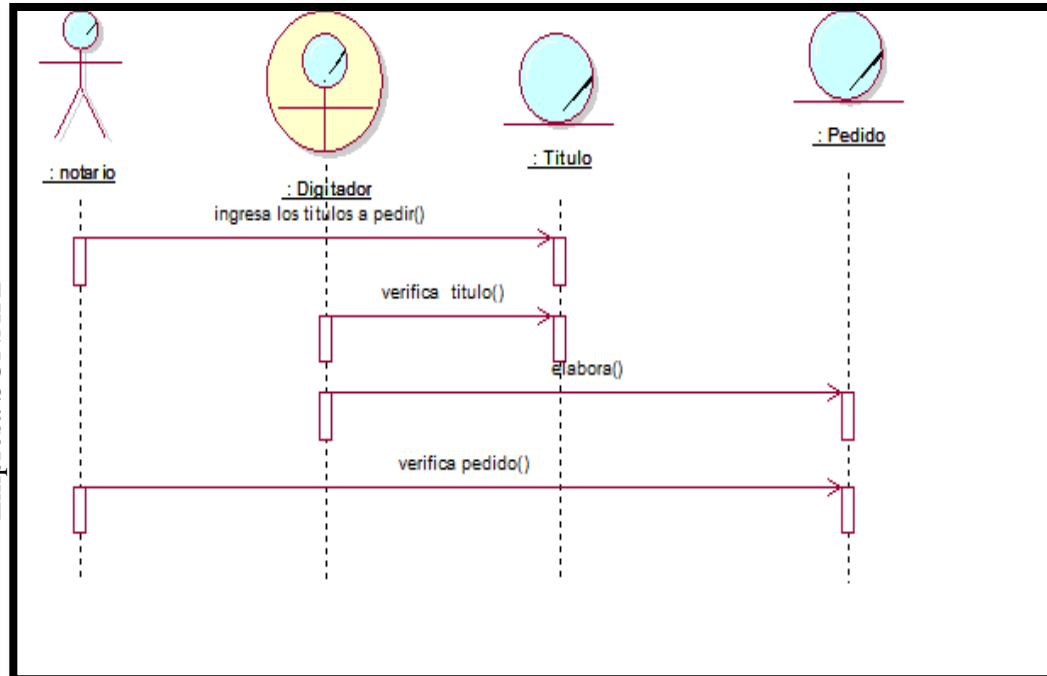 : notario
: Digitador
: Titulo
: Pedido
ingresa los titulos a pedir()
verifica titulo()
elabora()
verifica pedido()